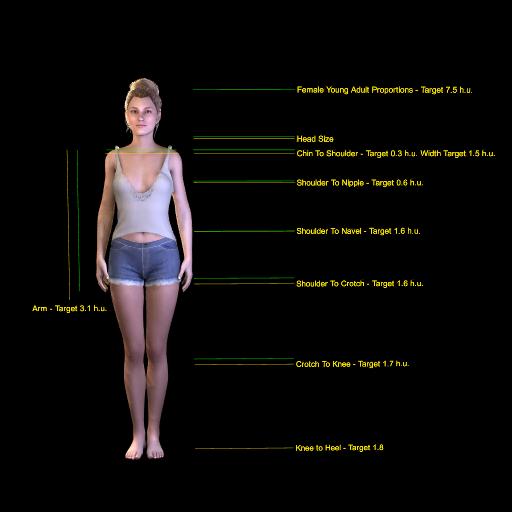 Female Young Adult Proportions - Target 7.5 h.u.
Head Size
Chin To Shoulder - Target 0.3 h.u. Width Target 1.5 h.u.
Shoulder To Nipple - Target 0.6 h.u.
Shoulder To Navel - Target 1.6 h.u.
Shoulder To Crotch - Target 1.6 h.u.
Arm - Target 3.1 h.u.
Crotch To Knee - Target 1.7 h.u.
Knee to Heel - Target 1.8